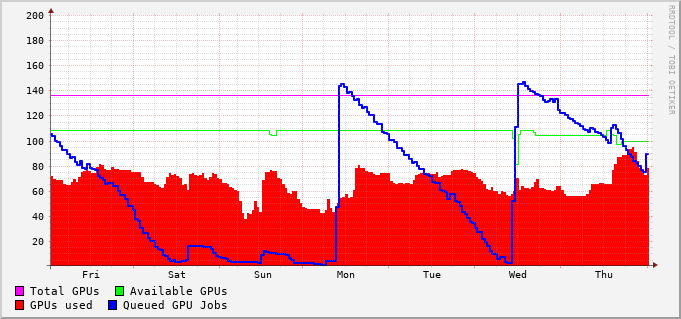 200
180
160
140
120
100
80
60
40
20
Fri Sat Sun Mon Tue Wed Thu
Total GPUs Available GPUs
GPUs used Queued GPU Jobs
RRDTOOL / TOBI OETIKER